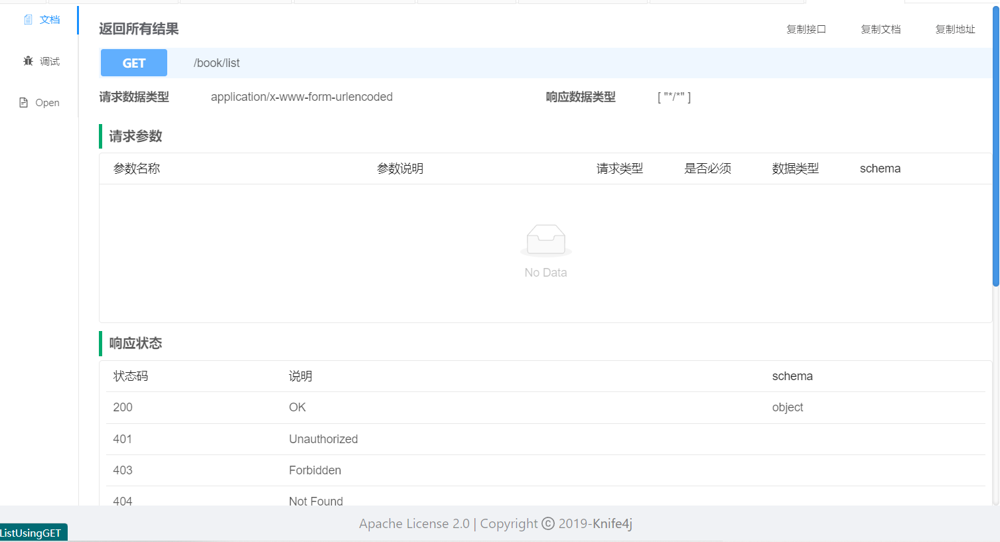 文档
调试
Open
返回所有结果
复制接口 复制文档 复制地址
GET /book/list
请求数据类型 application/x-www-form-urlencoded 响应数据类型 [ "*/*" ]
请求参数
参数名称 参数说明 请求类型 是否必须 数据类型 schema
No Data
响应状态
状态码 说明 schema
200 OK object
401 Unauthorized
403 Forbidden
404 Not Found
Apache License 2.0 | Copyright © 2019-Knife4j
ListUsingGET